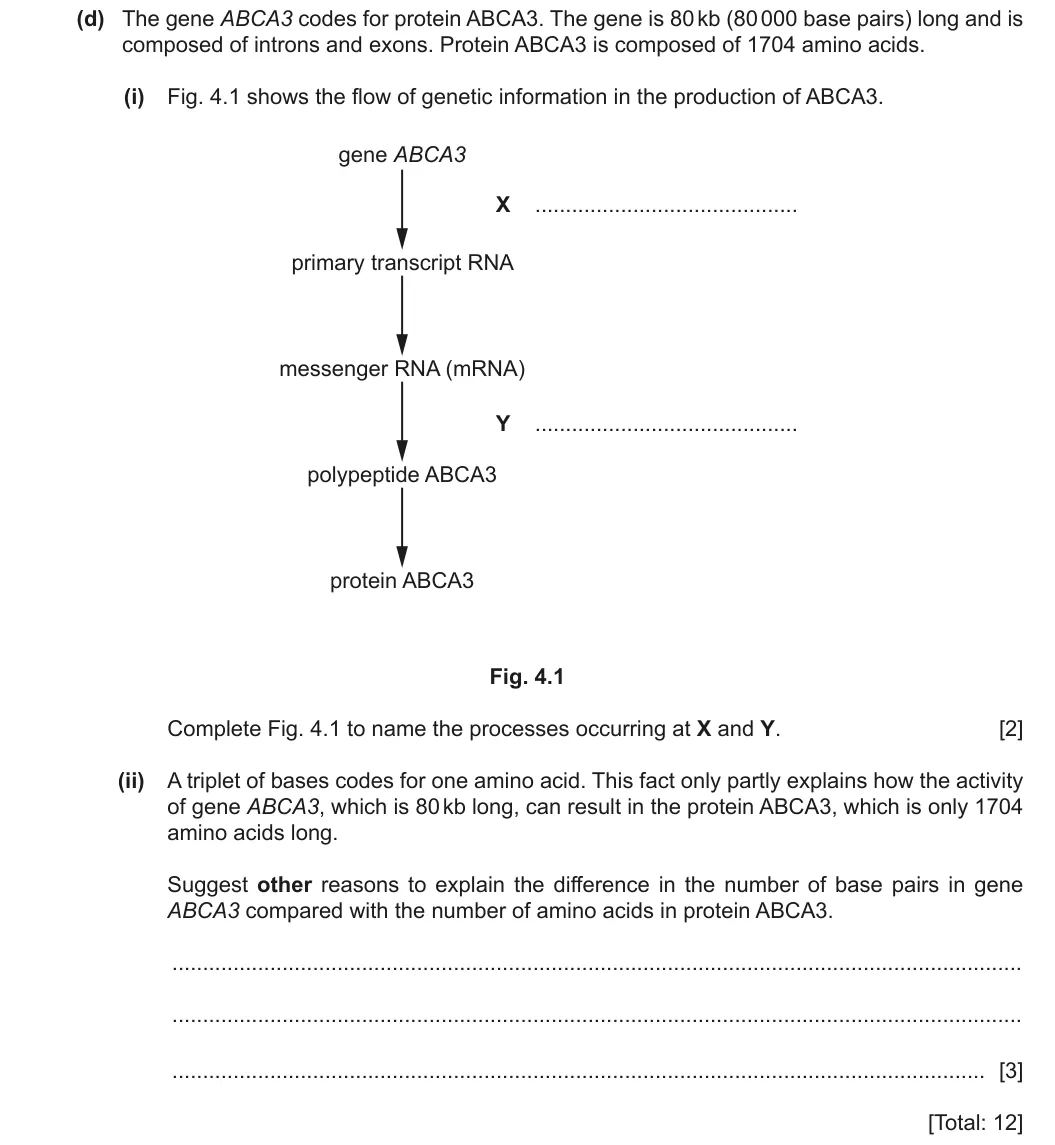 (d) The gene ABCA3 codes for protein ABCA3. The gene is 80 kb (80 000 base pairs) long and is
composed of introns and exons. Protein ABCA3 is composed of 1704 amino acids.
(i) Fig. 4.1 shows the flow of genetic information in the production of ABCA3.
gene ABCA3
X ...........................................
primary transcript RNA
messenger RNA (mRNA)
Y ...........................................
polypeptide ABCA3
protein ABCA3
Fig. 4.1
Complete Fig. 4.1 to name the processes occurring at X and Y. [2]
(ii) A triplet of bases codes for one amino acid. This fact only partly explains how the activity
of gene ABCA3, which is 80 kb long, can result in the protein ABCA3, which is only 1704
amino acids long.
Suggest other reasons to explain the difference in the number of base pairs in gene
ABCA3 compared with the number of amino acids in protein ABCA3.
...................................................................................................................................
...................................................................................................................................
.............................................................................................................................. [3]
[Total: 12]